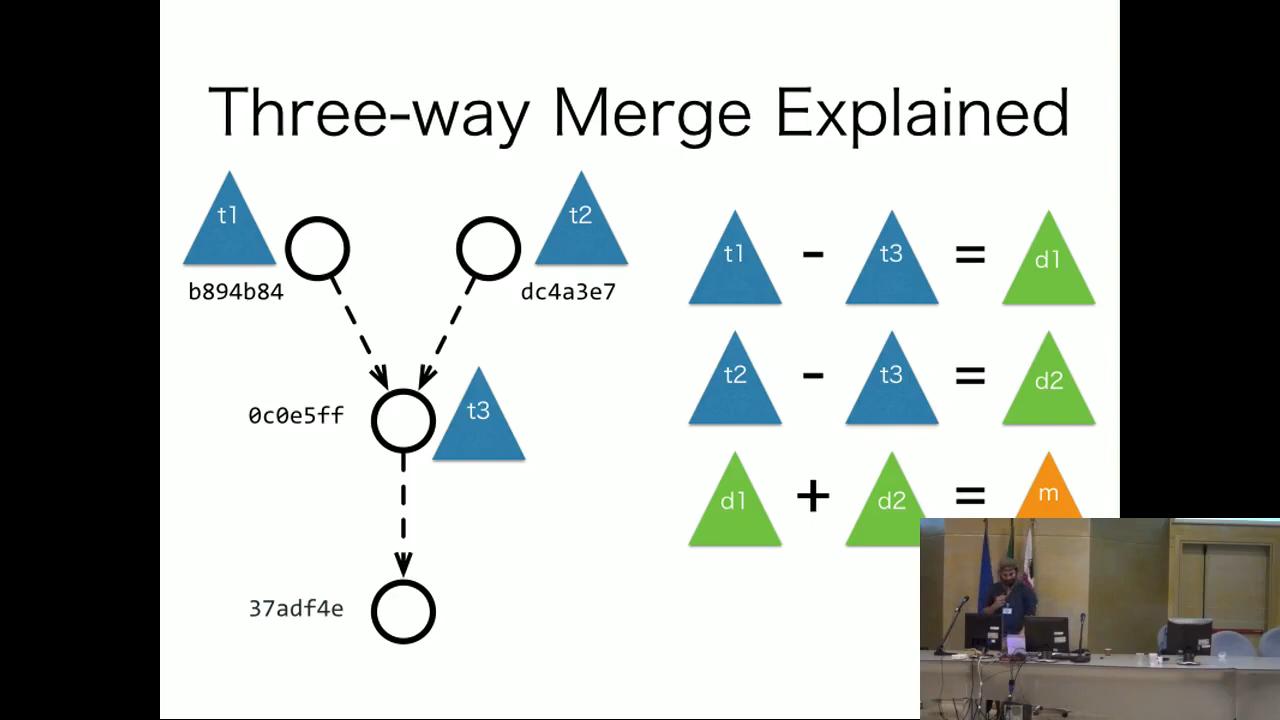 Three-way Merge Explained
t1
t2
b894b84
dc4a3e7
0c0e5ff
t3
37adf4e
t1 - t3 = d1
t2 - t3 = d2
d1 + d2 = m